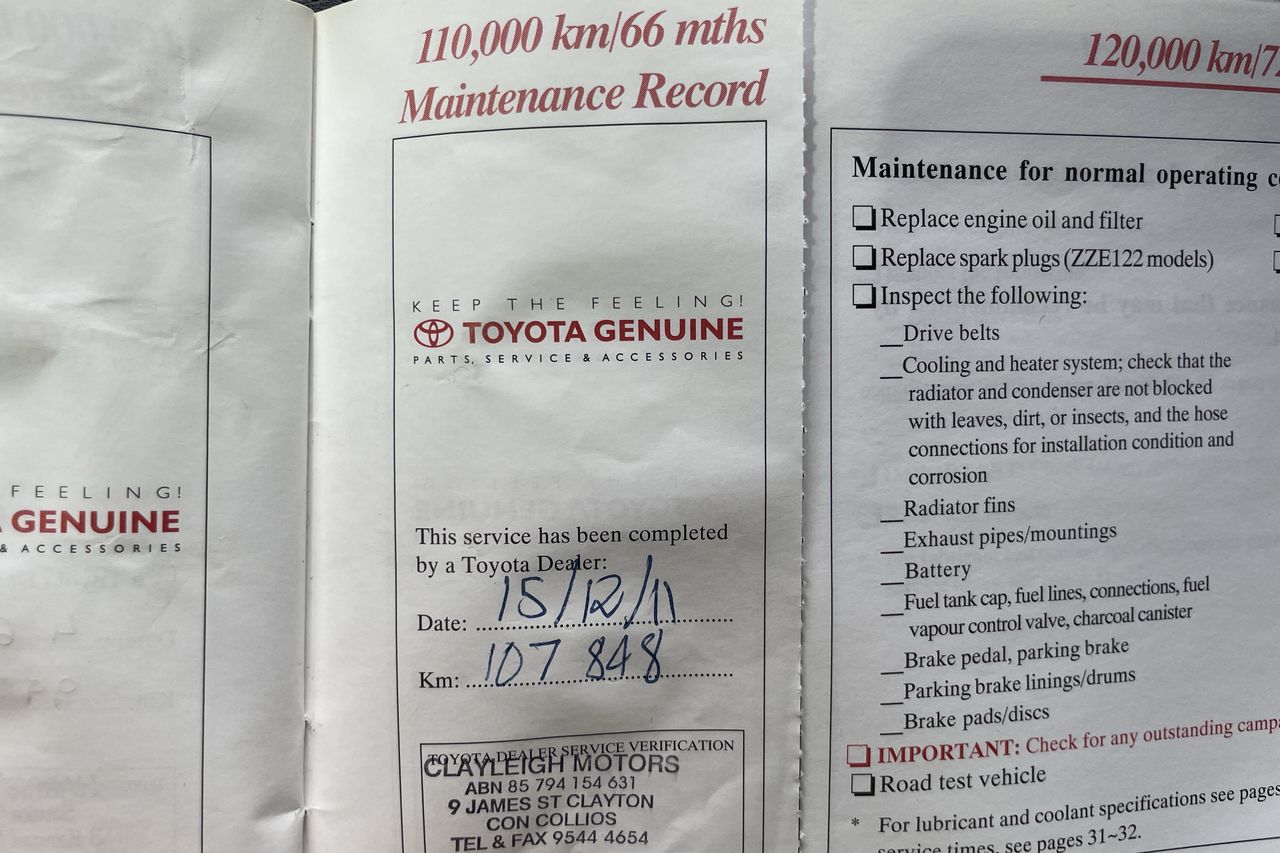 FEELING!
GENUINE
& ACCESSORIES
110,000 km/66 mths
Maintenance Record
KEEP THE FEELING!
TOYOTA GENUINE
PARTS, SERVICE & ACCESSORIES
This service has been completed
by a Toyota Dealer:
Date: 15/12/11
Km: 107 848
TOYOTA DEALER SERVICE VERIFICATION
CLAYLEIGH MOTORS
ABN 85 794 154 631
9 JAMES ST CLAYTON
CON COLLIOS
TEL & FAX 9544 4654
120,000 km/7
Maintenance for normal operating
Replace engine oil and filter
Replace spark plugs (ZZE122 models)
Inspect the following:
Drive belts
Cooling and heater system; check that the
radiator and condenser are not blocked
with leaves, dirt, or insects, and the hose
connections for installation condition and
corrosion
Radiator fins
Exhaust pipes/mountings
Battery
Fuel tank cap, fuel lines, connections, fuel
vapour control valve, charcoal canister
Brake pedal, parking brake
Parking brake linings/drums
Brake pads/discs
IMPORTANT: Check for any outstanding campa
Road test vehicle
* For lubricant and coolant specifications see pages
service times, see pages 31~32.